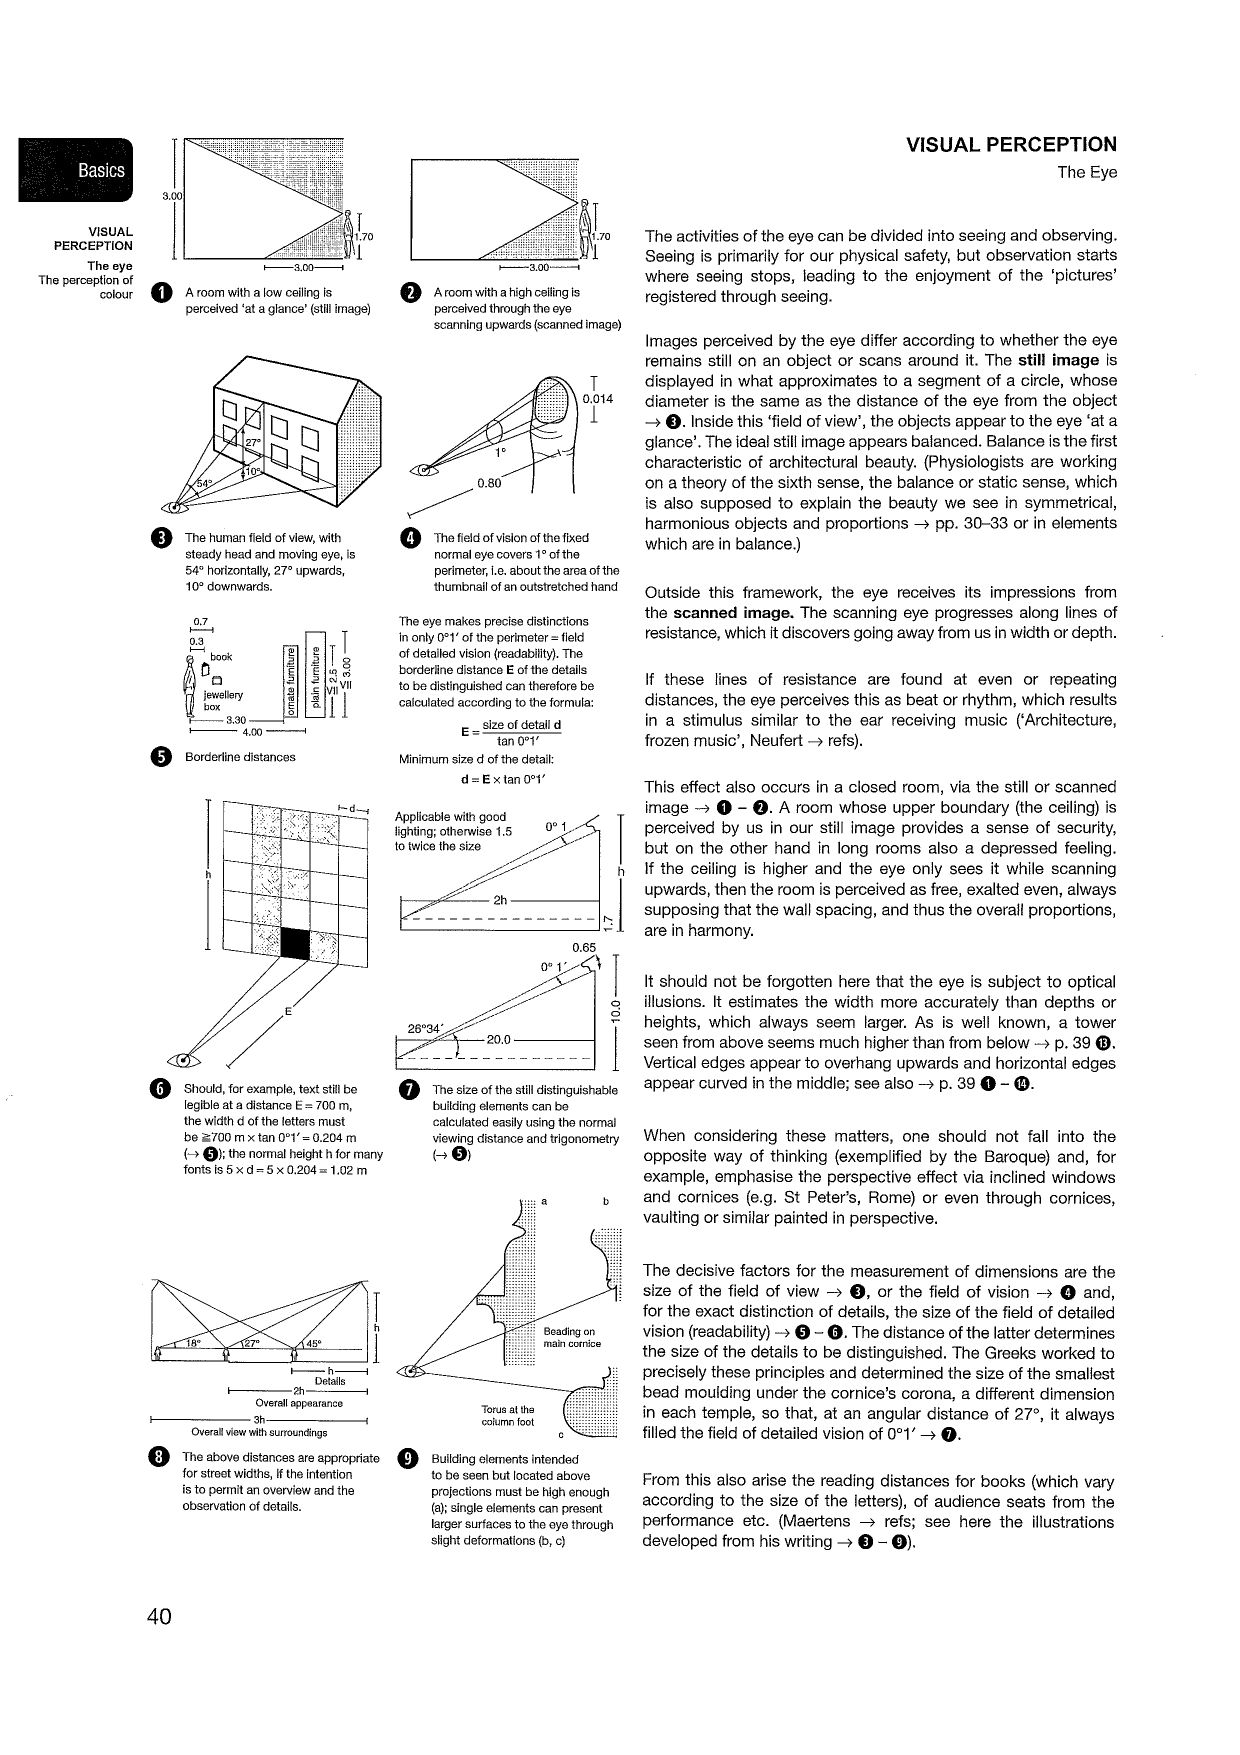 VISUAL PERCEPTION
The Eye
Basics
VISUAL
PERCEPTION
The eye
The perception of
colour
3.00
1.70
3.00
❶ A room with a low ceiling is
perceived 'at a glance' (still image)
1.70
3.00
❷ A room with a high ceiling is
perceived through the eye
scanning upwards (scanned image)
27°
10°
54°
❸ The human field of view, with
steady head and moving eye, is
54° horizontally, 27° upwards,
10° downwards.
0.014
1°
0.80
❹ The field of vision of the fixed
normal eye covers 1° of the
perimeter, i.e. about the area of the
thumbnail of an outstretched hand
0.7
0.3
book
jewellery
box
ornate furniture
plain furniture
VII 2.5
VII 3.00
3.30
4.00
❺ Borderline distances
The eye makes precise distinctions
in only 0°1′ of the perimeter = field
of detailed vision (readability). The
borderline distance E of the details
to be distinguished can therefore be
calculated according to the formula:
E = size of detail d
tan 0°1′
Minimum size d of the detail:
d = E x tan 0°1′
d
h
E
❻ Should, for example, text still be
legible at a distance E = 700 m,
the width d of the letters must
be ≧700 m x tan 0°1′ = 0.204 m
(→ ❺); the normal height h for many
fonts is 5 x d = 5 x 0.204 = 1.02 m
Applicable with good
lighting; otherwise 1.5
to twice the size
0° 1
h
2h
1.7
0.65
0° 1′
10.0
26°34′
20.0
❼ The size of the still distinguishable
building elements can be
calculated easily using the normal
viewing distance and trigonometry
(→ ❺)
18°
27°
45°
h
h
Details
2h
Overall appearance
3h
Overall view with surroundings
❽ The above distances are appropriate
for street widths, if the intention
is to permit an overview and the
observation of details.
a
b
Beading on
main cornice
Torus at the
column foot
c
❾ Building elements intended
to be seen but located above
projections must be high enough
(a); single elements can present
larger surfaces to the eye through
slight deformations (b, c)
The activities of the eye can be divided into seeing and observing.
Seeing is primarily for our physical safety, but observation starts
where seeing stops, leading to the enjoyment of the 'pictures'
registered through seeing.
Images perceived by the eye differ according to whether the eye
remains still on an object or scans around it. The still image is
displayed in what approximates to a segment of a circle, whose
diameter is the same as the distance of the eye from the object
→ ❸. Inside this 'field of view', the objects appear to the eye 'at a
glance'. The ideal still image appears balanced. Balance is the first
characteristic of architectural beauty. (Physiologists are working
on a theory of the sixth sense, the balance or static sense, which
is also supposed to explain the beauty we see in symmetrical,
harmonious objects and proportions → pp. 30–33 or in elements
which are in balance.)
Outside this framework, the eye receives its impressions from
the scanned image. The scanning eye progresses along lines of
resistance, which it discovers going away from us in width or depth.
If these lines of resistance are found at even or repeating
distances, the eye perceives this as beat or rhythm, which results
in a stimulus similar to the ear receiving music ('Architecture,
frozen music', Neufert → refs).
This effect also occurs in a closed room, via the still or scanned
image → ❶ – ❷. A room whose upper boundary (the ceiling) is
perceived by us in our still image provides a sense of security,
but on the other hand in long rooms also a depressed feeling.
If the ceiling is higher and the eye only sees it while scanning
upwards, then the room is perceived as free, exalted even, always
supposing that the wall spacing, and thus the overall proportions,
are in harmony.
It should not be forgotten here that the eye is subject to optical
illusions. It estimates the width more accurately than depths or
heights, which always seem larger. As is well known, a tower
seen from above seems much higher than from below → p. 39 ⓭.
Vertical edges appear to overhang upwards and horizontal edges
appear curved in the middle; see also → p. 39 ❶ – ⓮.
When considering these matters, one should not fall into the
opposite way of thinking (exemplified by the Baroque) and, for
example, emphasise the perspective effect via inclined windows
and cornices (e.g. St Peter's, Rome) or even through cornices,
vaulting or similar painted in perspective.
The decisive factors for the measurement of dimensions are the
size of the field of view → ❸, or the field of vision → ❹ and,
for the exact distinction of details, the size of the field of detailed
vision (readability) → ❺ – ❻. The distance of the latter determines
the size of the details to be distinguished. The Greeks worked to
precisely these principles and determined the size of the smallest
bead moulding under the cornice's corona, a different dimension
in each temple, so that, at an angular distance of 27°, it always
filled the field of detailed vision of 0°1′ → ❼.
From this also arise the reading distances for books (which vary
according to the size of the letters), of audience seats from the
performance etc. (Maertens → refs; see here the illustrations
developed from his writing → ❸ – ❾).
40